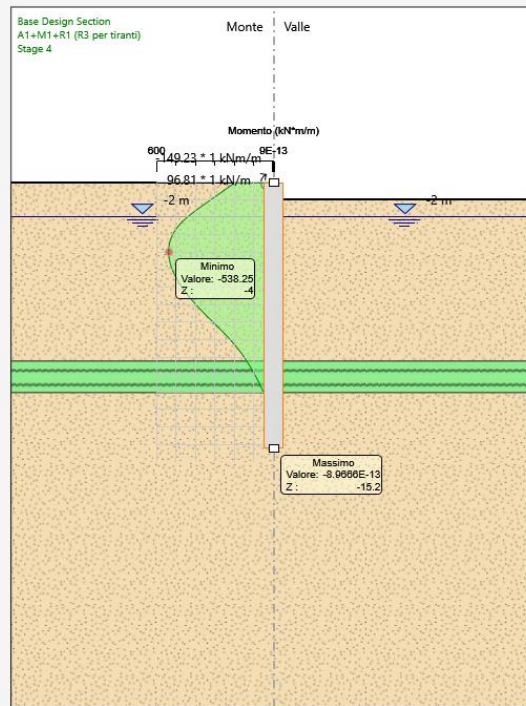 Base Design Section
A1+M1+R1 (R3 per tiranti)
Stage 4
Monte
Valle
Momento (kN*m/m)
600
9E-13
-149.23 * 1 kNm/m
96.81 * 1 kN/m
-2 m
-2 m
Minimo
Valore: -538.25
Z : -4
Massimo
Valore: -8.9666E-13
Z : -15.2